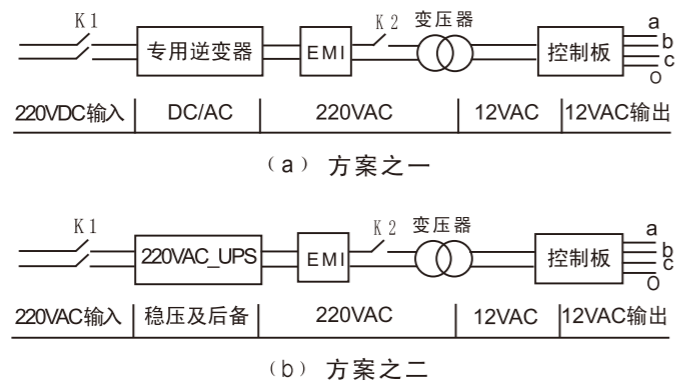 K1 K2 变压器
专用逆变器 EMI 控制板 a b c o
220VDC输入 DC/AC 220VAC 12VAC 12VAC输出
(a) 方案之一
K1 K2 变压器
220VAC_UPS EMI 控制板 a b c o
220VAC输入 稳压及后备 220VAC 12VAC 12VAC输出
(b) 方案之二